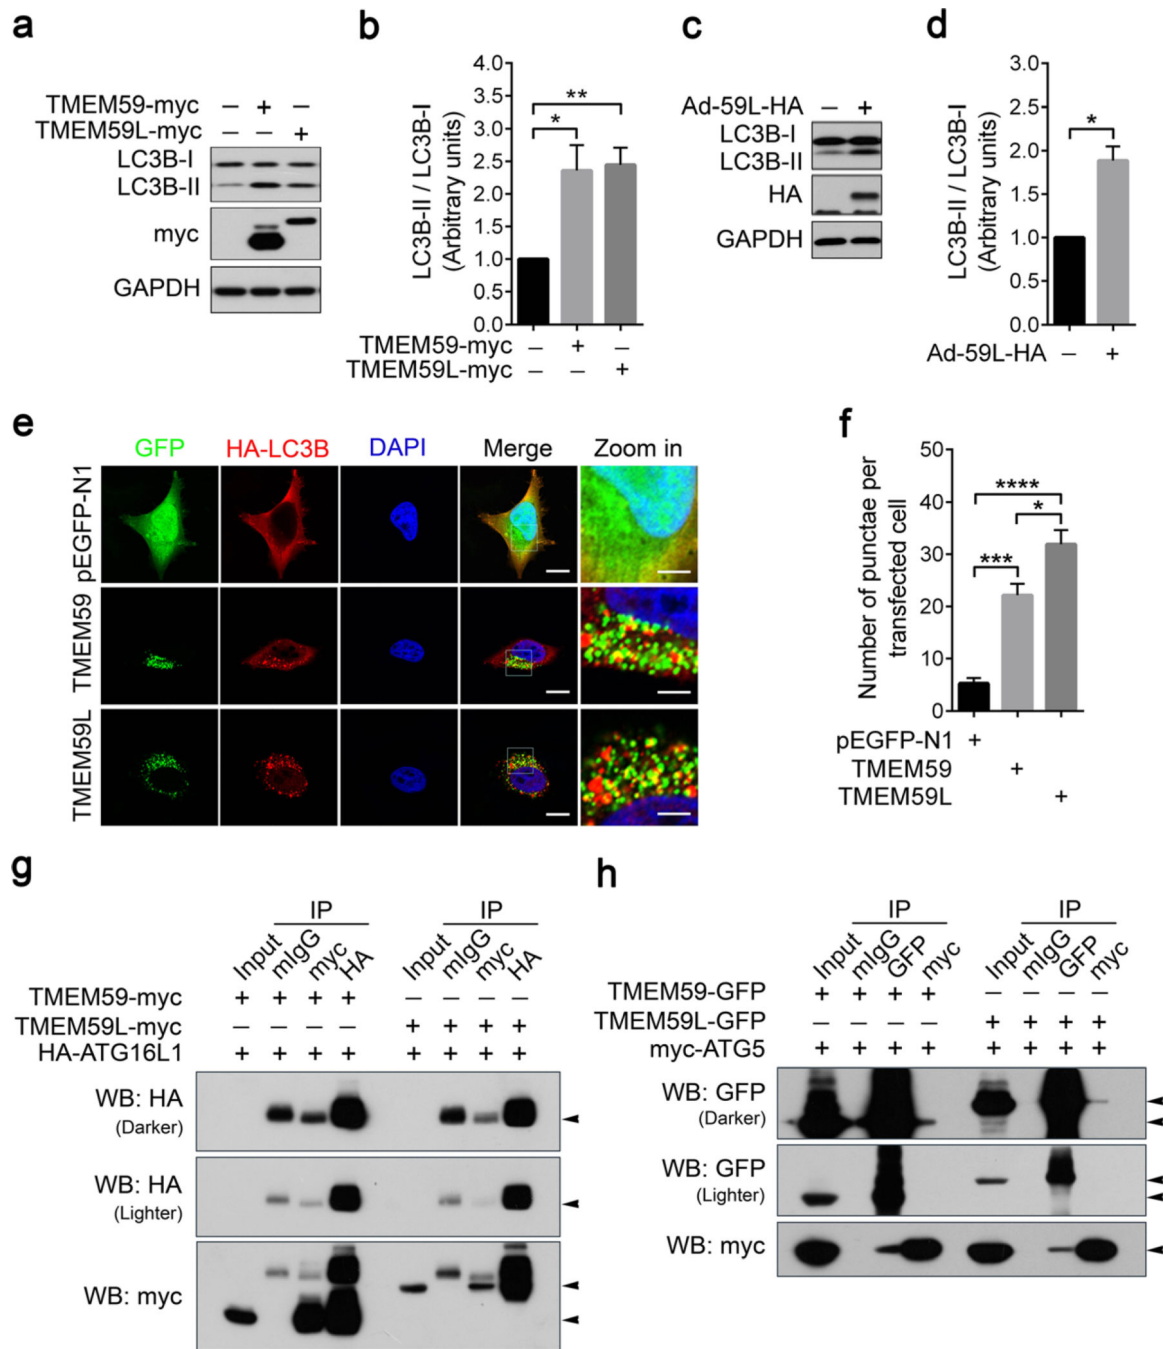 a
TMEM59-myc − + −
TMEM59L-myc − − +
LC3B-I
LC3B-II
myc
GAPDH
b
LC3B-II / LC3B-I
(Arbitrary units)
4.0
3.5
3.0
2.5
2.0
1.5
1.0
0.5
0.0
**
*
TMEM59-myc − + −
TMEM59L-myc − − +
c
Ad-59L-HA − +
LC3B-I
LC3B-II
HA
GAPDH
d
LC3B-II / LC3B-I
(Arbitrary units)
3.0
2.5
2.0
1.5
1.0
0.5
0.0
*
Ad-59L-HA − +
e
GFP HA-LC3B DAPI Merge Zoom in
pEGFP-N1
TMEM59
TMEM59L
f
Number of punctae per
transfected cell
50
40
30
20
10
0
****
*
***
pEGFP-N1 +
TMEM59 +
TMEM59L +
g
IP IP
Input mIgG myc HA Input mIgG myc HA
TMEM59-myc + + + + − − − −
TMEM59L-myc − − − − + + + +
HA-ATG16L1 + + + + + + + +
WB: HA
(Darker)
WB: HA
(Lighter)
WB: myc
h
IP IP
Input mIgG GFP myc Input mIgG GFP myc
TMEM59-GFP + + + + − − − −
TMEM59L-GFP − − − − + + + +
myc-ATG5 + + + + + + + +
WB: GFP
(Darker)
WB: GFP
(Lighter)
WB: myc